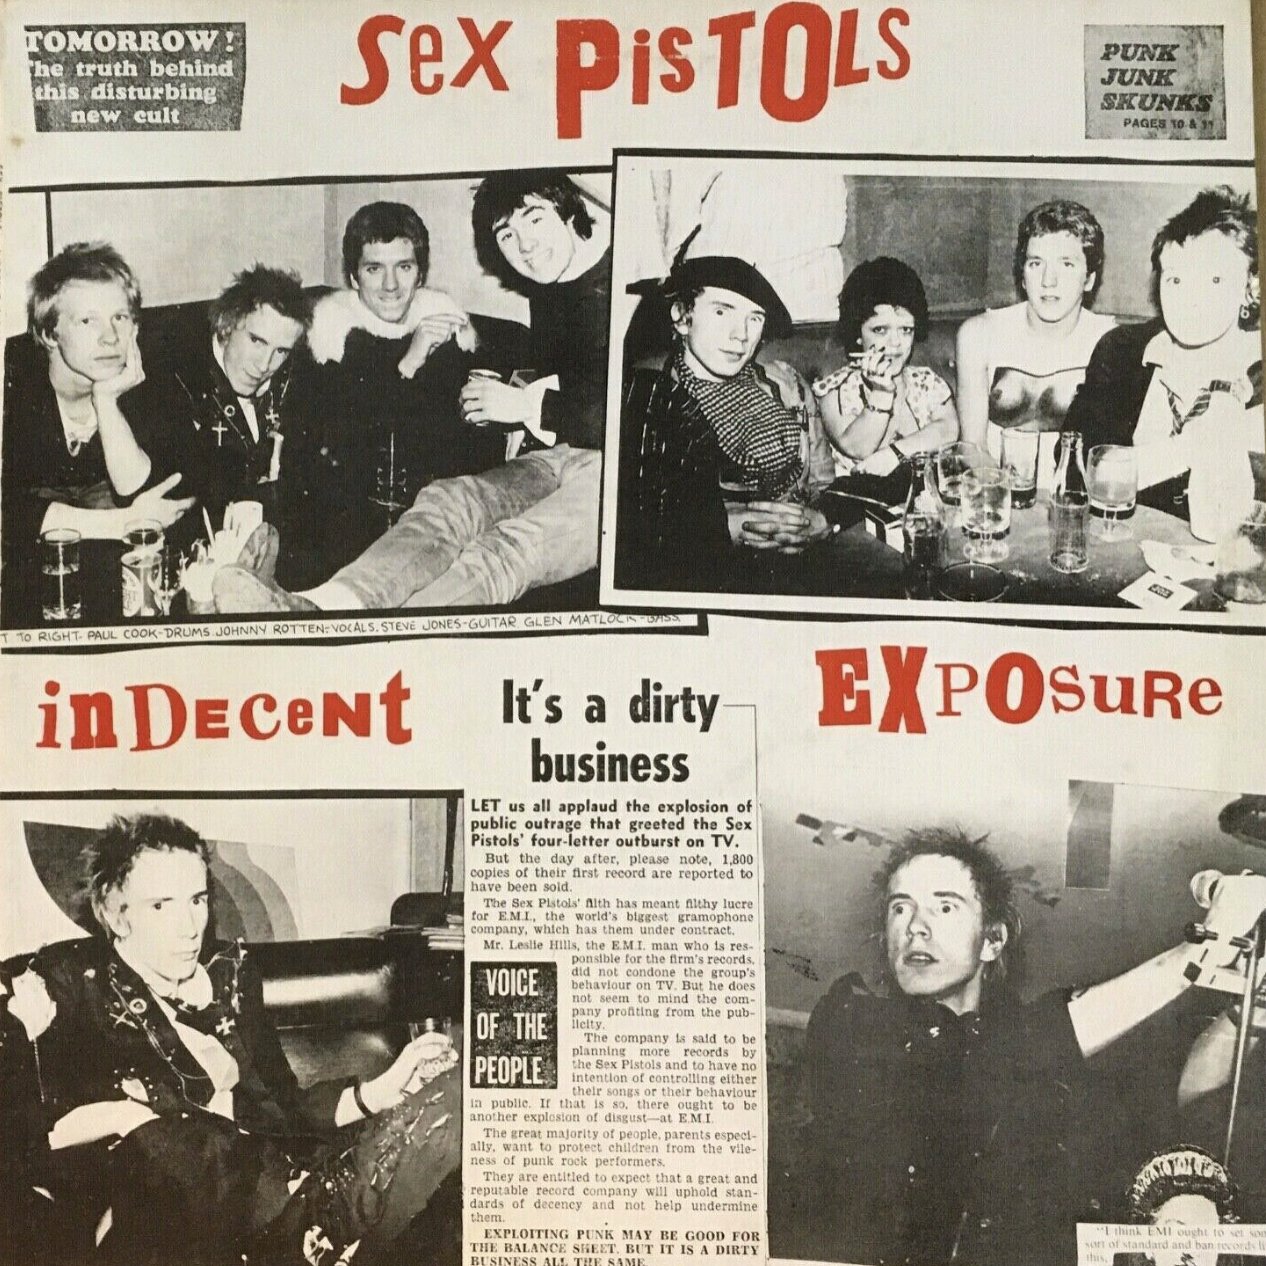 TOMORROW!
The truth behind
this disturbing
new cult
SEX PiSTOLS
PUNK
JUNK
SKUNKS
PAGES 10 & 11
T TO RIGHT- PAUL COOK-DRUMS. JOHNNY ROTTEN-VOCALS. STEVE JONES-GUITAR GLEN MATLOCK-BASS.
inDECeNt
It's a dirty
business
EXPOSuRe
LET us all applaud the explosion of
public outrage that greeted the Sex
Pistols' four-letter outburst on TV.
But the day after, please note, 1,800
copies of their first record are reported to
have been sold.
The Sex Pistols' filth has meant filthy lucre
for E.M.I., the world's biggest gramophone
company, which has them under contract.
Mr. Leslie Hills, the E.M.I. man who is res-
ponsible for the firm's records,
did not condone the group's
behaviour on TV. But he does
not seem to mind the com-
pany profiting from the pub-
licity.
VOICE
OF THE
PEOPLE
The company is said to be
planning more records by
the Sex Pistols and to have no
intention of controlling either
their songs or their behaviour
in public. If that is so, there ought to be
another explosion of disgust—at E.M.I.
The great majority of people, parents especi-
ally, want to protect children from the vile-
ness of punk rock performers.
They are entitled to expect that a great and
reputable record company will uphold stan-
dards of decency and not help undermine
them.
EXPLOITING PUNK MAY BE GOOD FOR
THE BALANCE SHEET, BUT IT IS A DIRTY
BUSINESS ALL THE SAME.
"I think EMI ought to set som
sort of standard and ban records li
this.